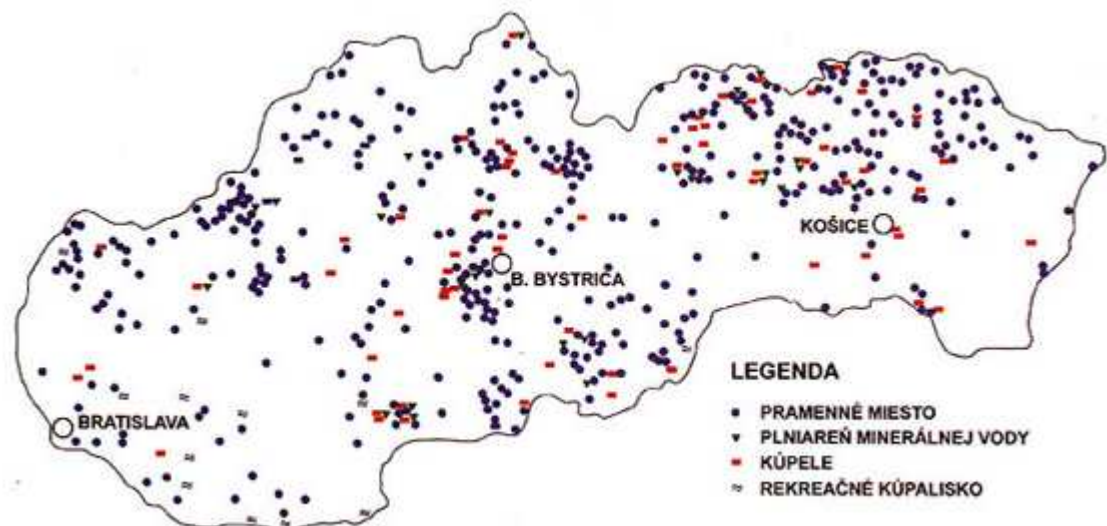 KOŠICE
B. BYSTRICA
BRATISLAVA
LEGENDA
PRAMENNÉ MIESTO
PLNIAREŇ MINERÁLNEJ VODY
KÚPELE
REKREAČNÉ KÚPALISKO